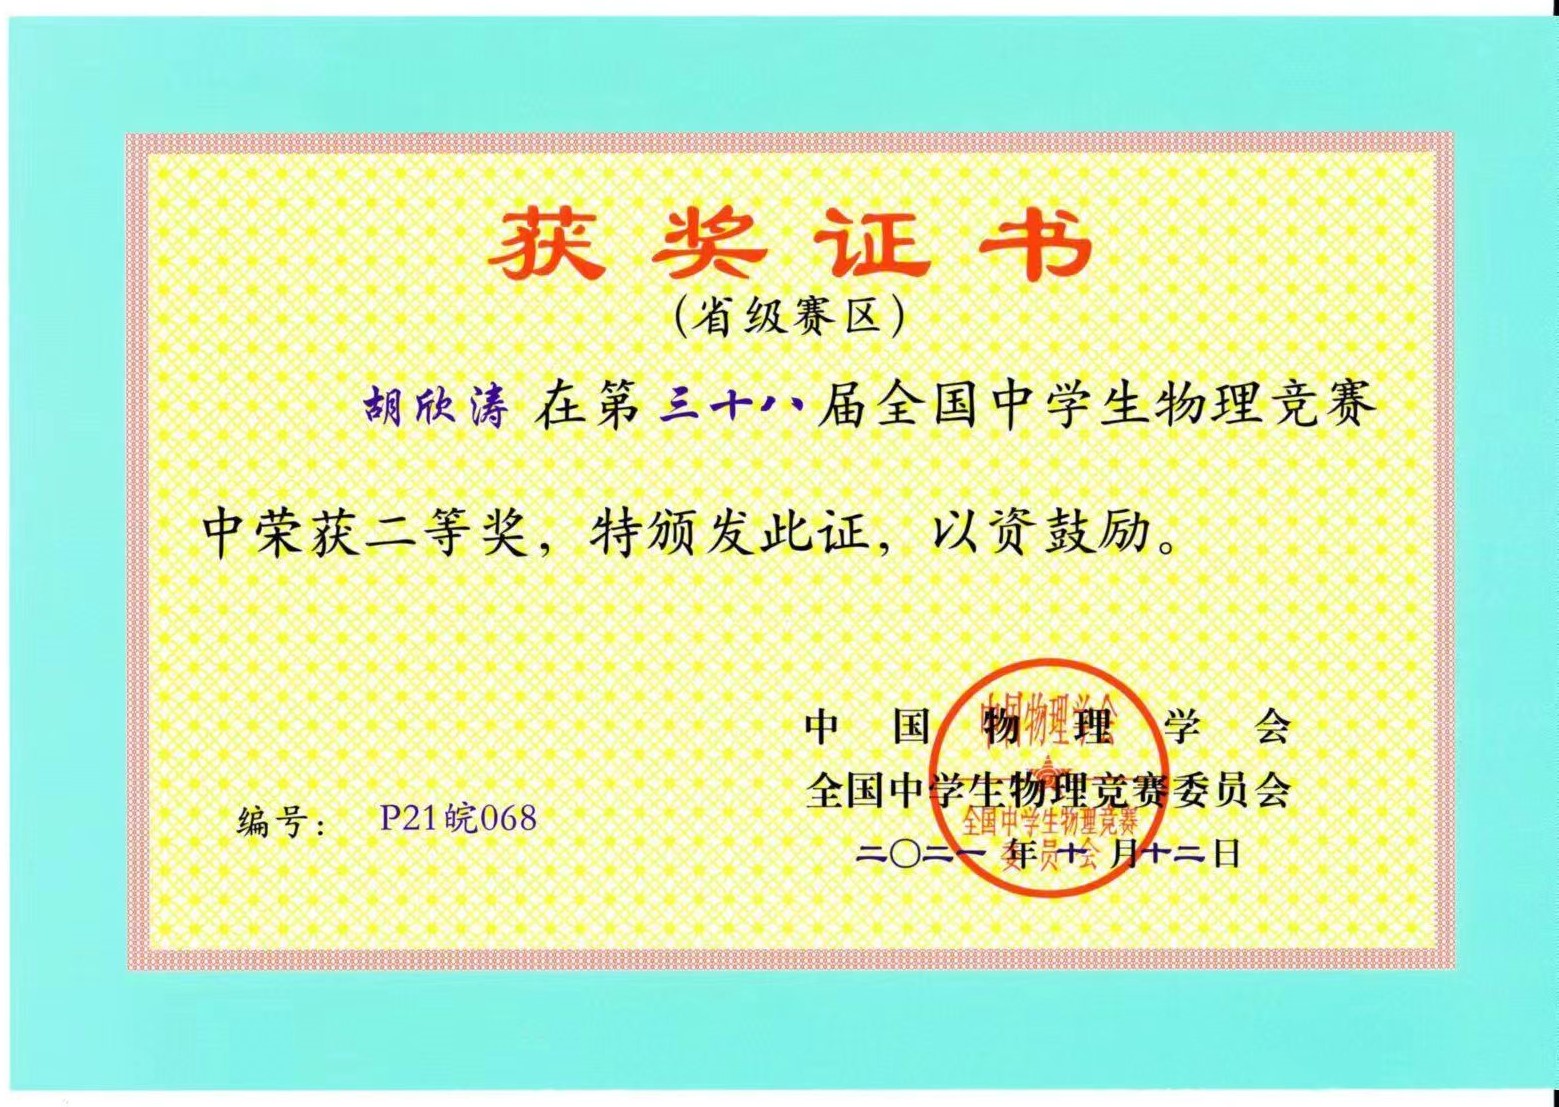 获奖证书
(省级赛区)
胡欣涛在第三十八届全国中学生物理竞赛
中荣获二等奖，特颁发此证，以资鼓励。
中国物理学会
全国中学生物理竞赛委员会
二〇二一年十月十二日
编号： P21皖068
中国物理学会
全国中学生物理竞赛
委员会